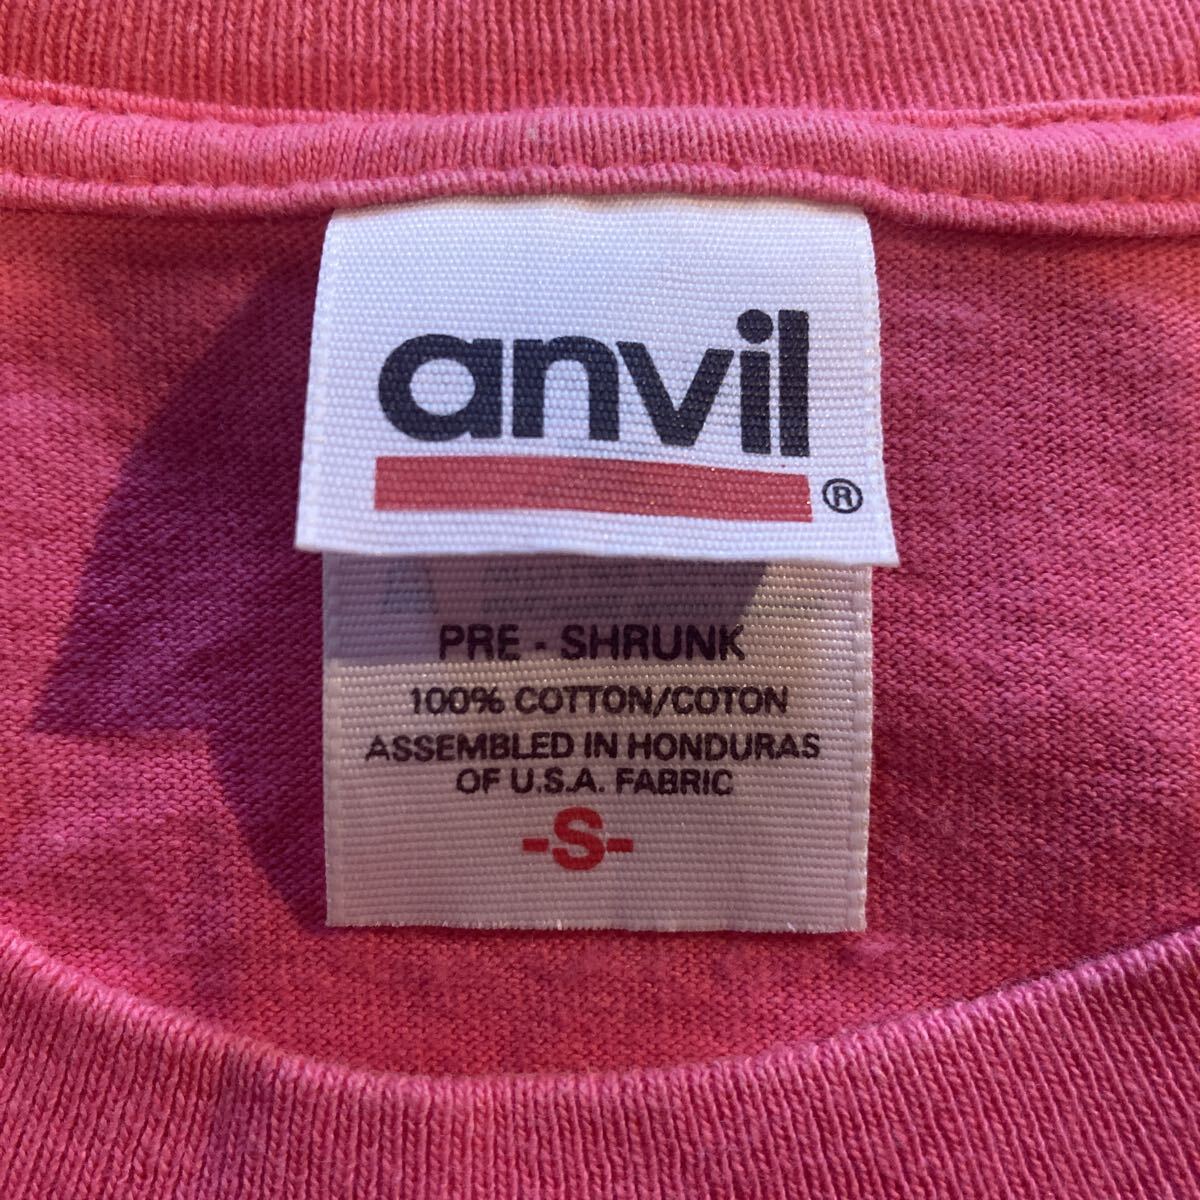 anvil
®
PRE - SHRUNK
100% COTTON/COTON
ASSEMBLED IN HONDURAS
OF U.S.A. FABRIC
-S-